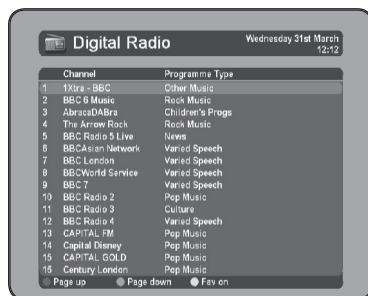 Digital Radio
Wednesday 31st March
12:12
Channel Programme Type
1 1Xtra - BBC Other Music
2 BBC 6 Music Rock Music
3 AbracaDABra Children's Progs
4 The Arrow Rock Rock Music
5 BBC Radio 5 Live News
6 BBCAsian Network Varied Speech
7 BBC London Varied Speech
8 BBCWorld Service Varied Speech
9 BBC 7 Varied Speech
10 BBC Radio 2 Pop Music
11 BBC Radio 3 Culture
12 BBC Radio 4 Varied Speech
13 CAPITAL FM Pop Music
14 Capital Disney Pop Music
15 CAPITAL GOLD Pop Music
16 Century London Pop Music
Page up Page down Fav on